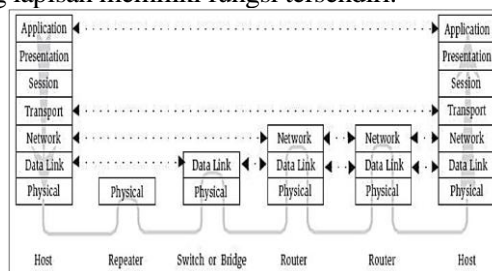 lapisan memiliki fungsi tersendiri.
Application Application
Presentation Presentation
Session Session
Transport Transport
Network Network Network Network
Data Link Data Link Data Link Data Link Data Link
Physical Physical Physical Physical Physical Physical
Host Repeater Switch or Bridge Router Router Host